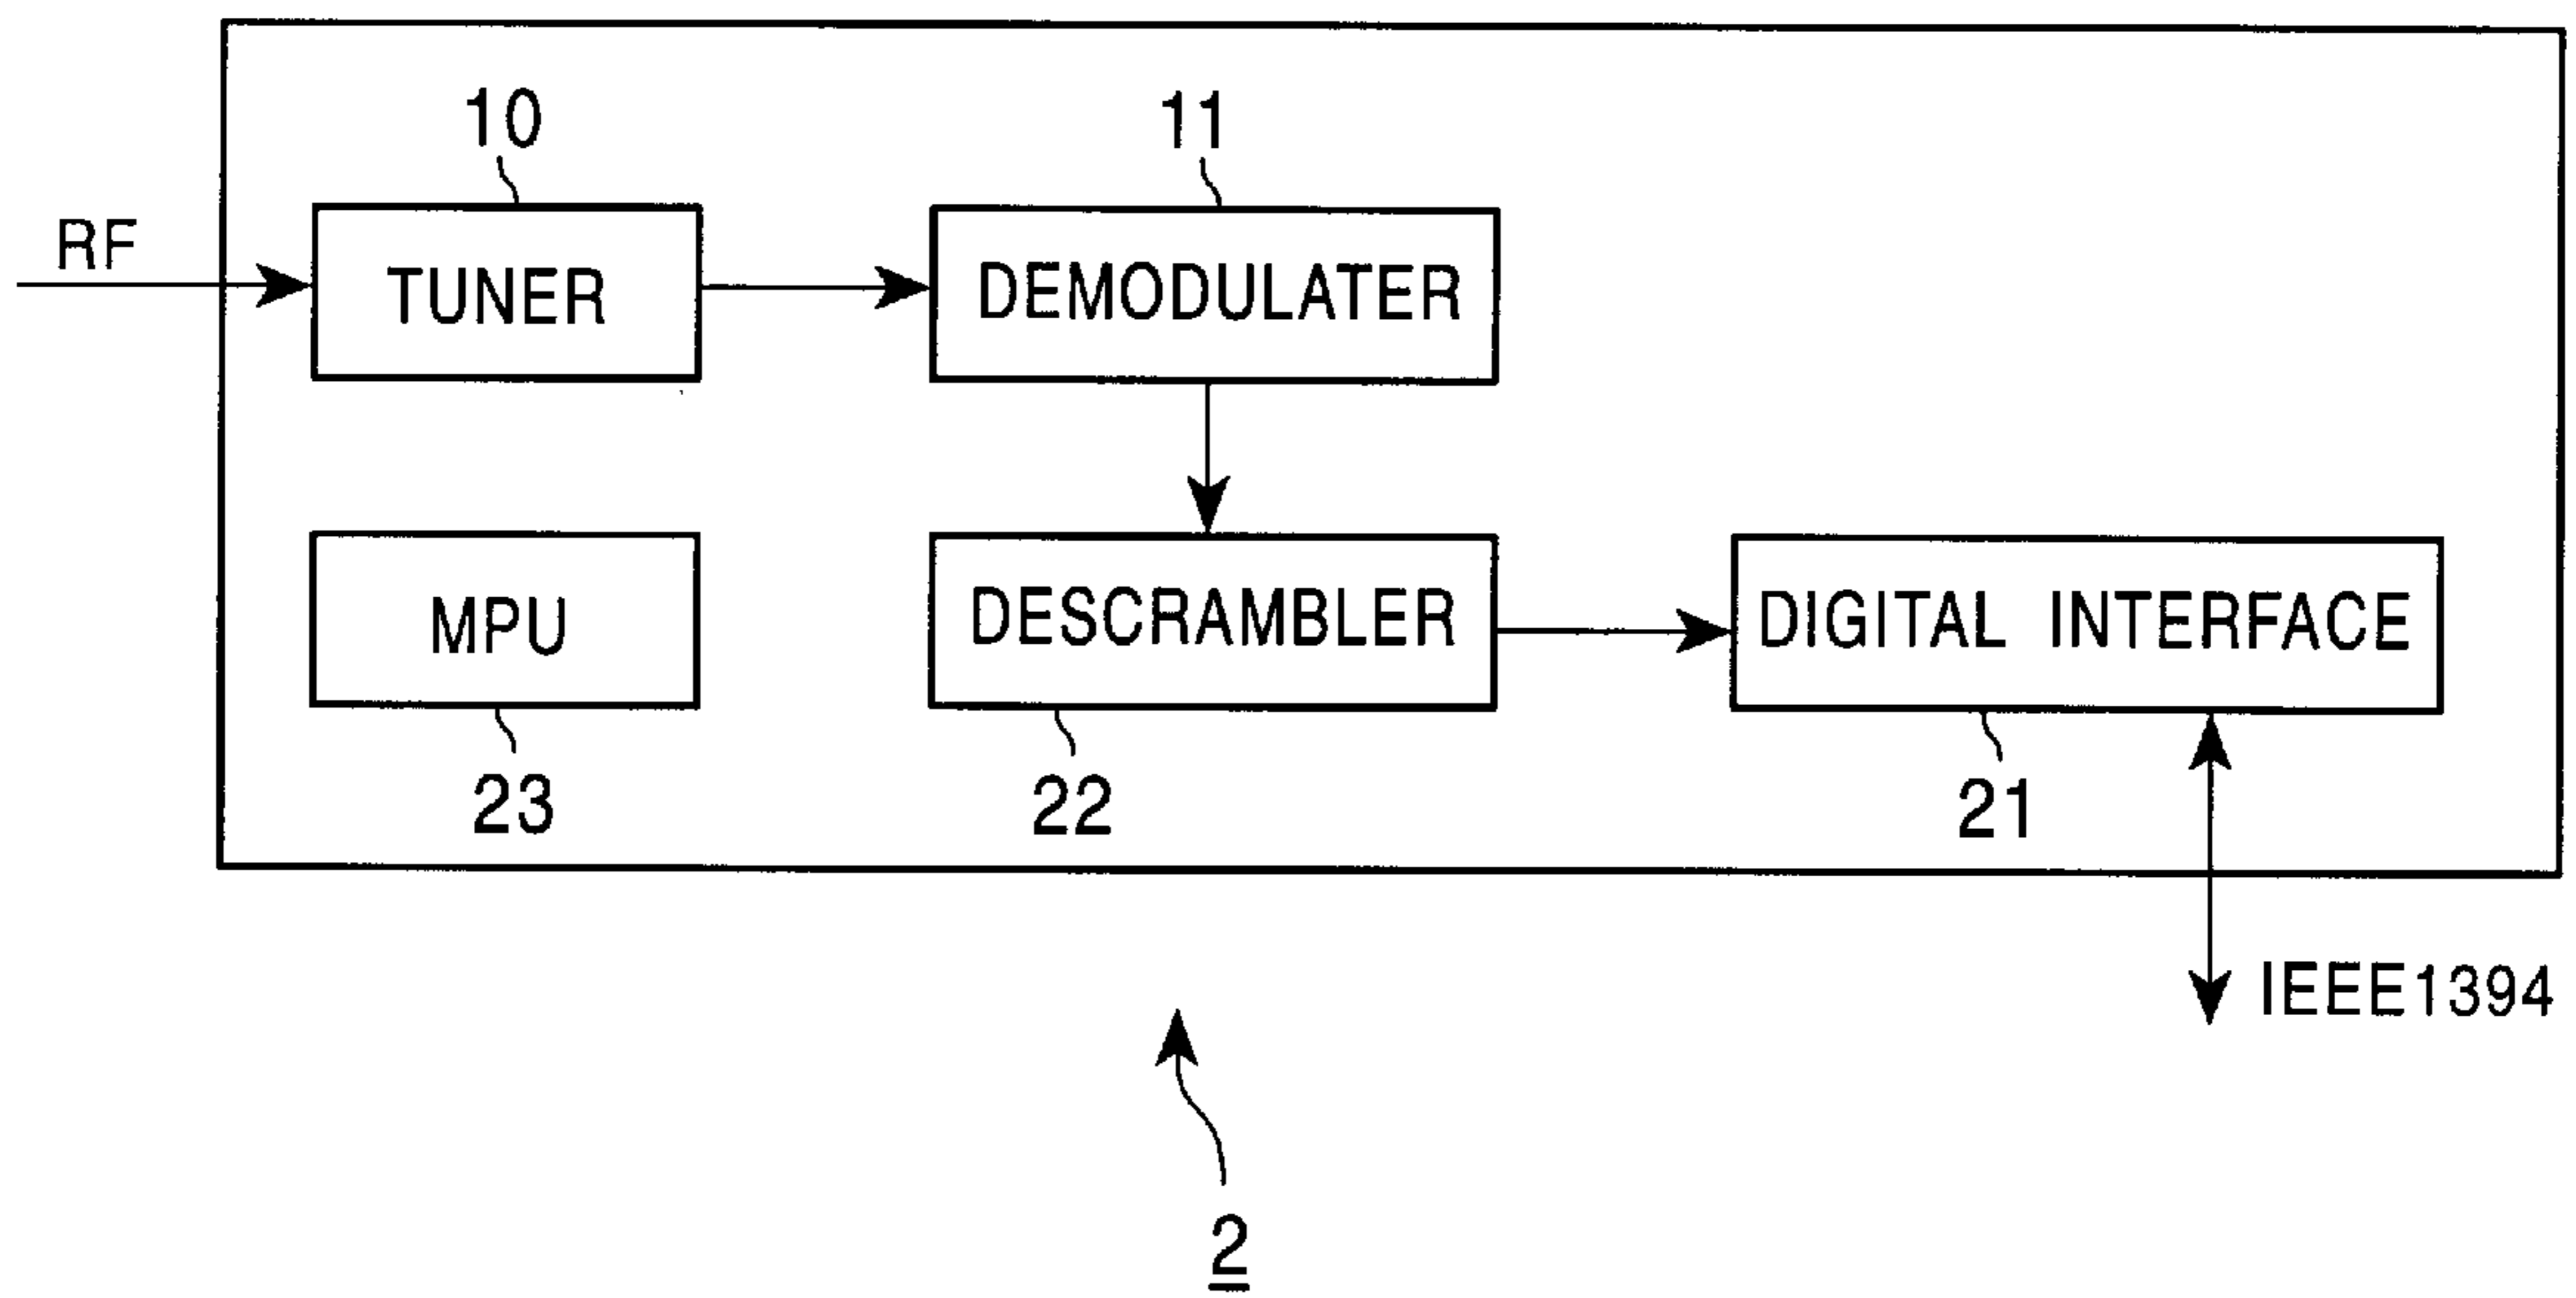 10
11
RF
TUNER
DEMODULATER
MPU
DESCRAMBLER
DIGITAL INTERFACE
23
22
21
IEEE1394
2